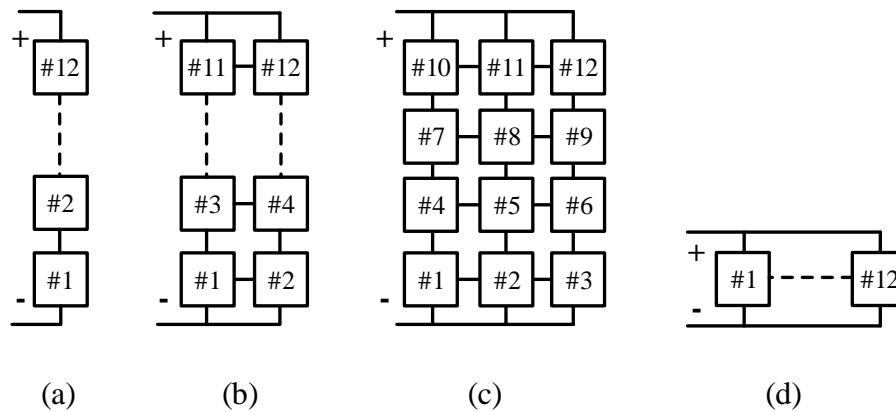 + + +
#12 #11 #12 #10 #11 #12
#7 #8 #9
#2 #3 #4 #4 #5 #6
+
#1 #1 #2 #1 #2 #3 #1 #12
- - - -
(a) (b) (c) (d)